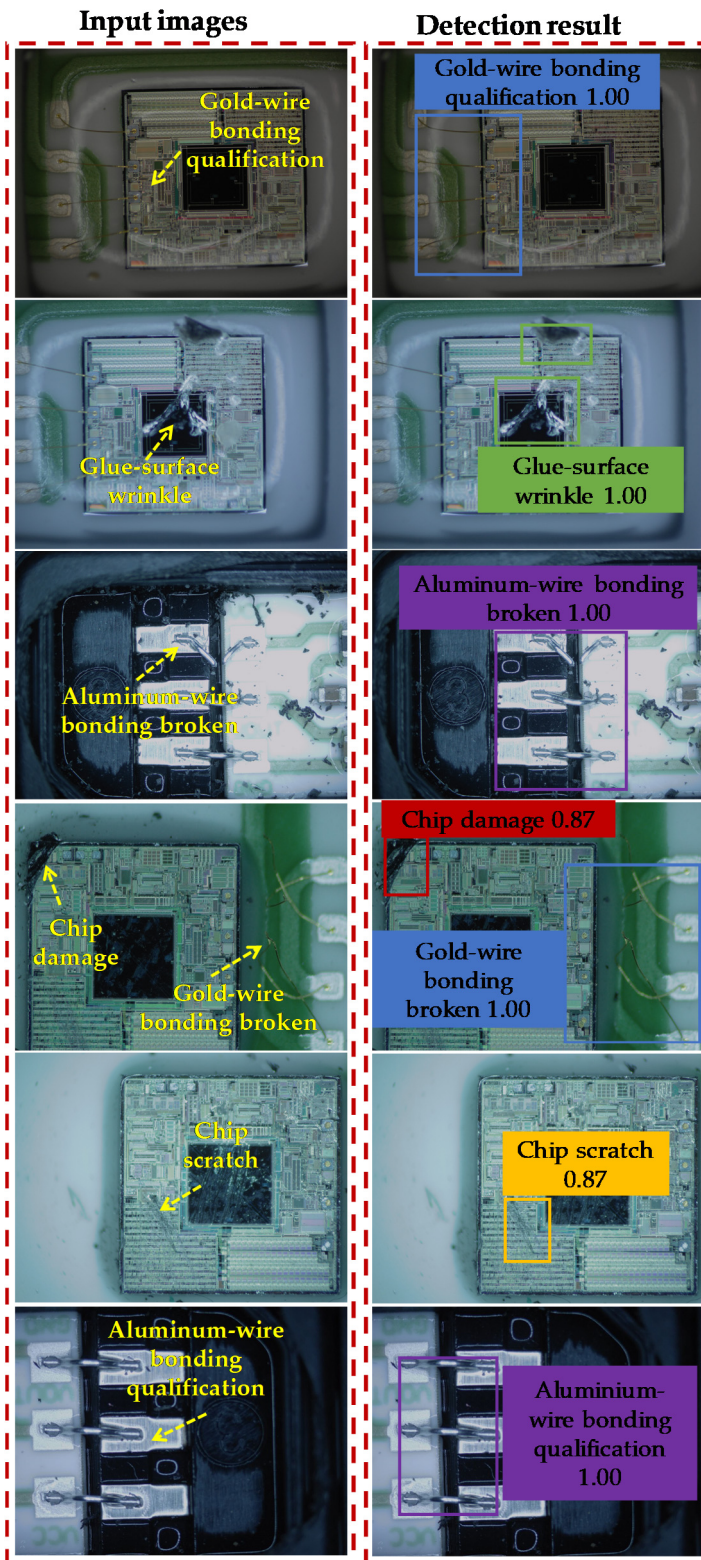 Input images
Detection result
Gold-wire
bonding
qualification
Gold-wire bonding
qualification 1.00
Glue-surface
wrinkle
Glue-surface
wrinkle 1.00
Aluminum-wire
bonding broken
Aluminum-wire bonding
broken 1.00
Chip
damage
Gold-wire
bonding broken
Chip damage 0.87
Gold-wire
bonding
broken 1.00
Chip
scratch
Chip scratch
0.87
Aluminum-wire
bonding
qualification
Aluminium-
wire bonding
qualification
1.00